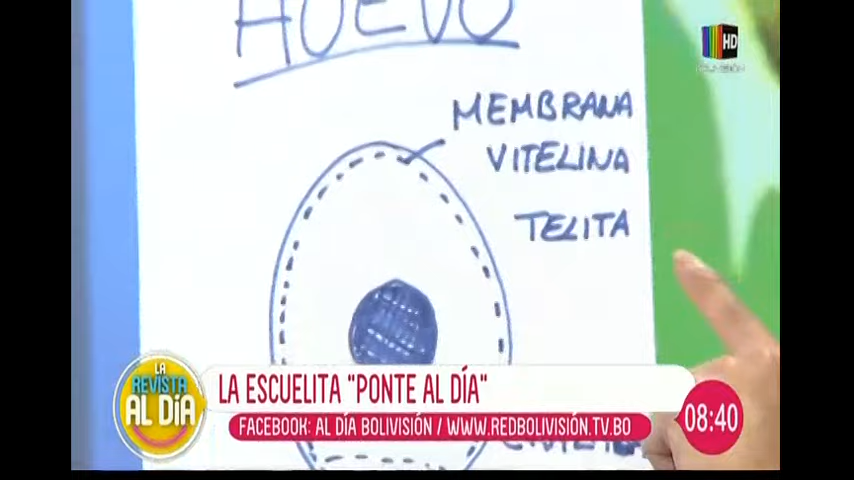 HUEVO
HD
MEMBRANA
VITELINA
TELITA
LA
REVISTA
AL DÍA
LA ESCUELITA "PONTE AL DÍA"
FACEBOOK: AL DÍA BOLIVISIÓN / WWW.REDBOLIVISIÓN.TV.BO
08:40